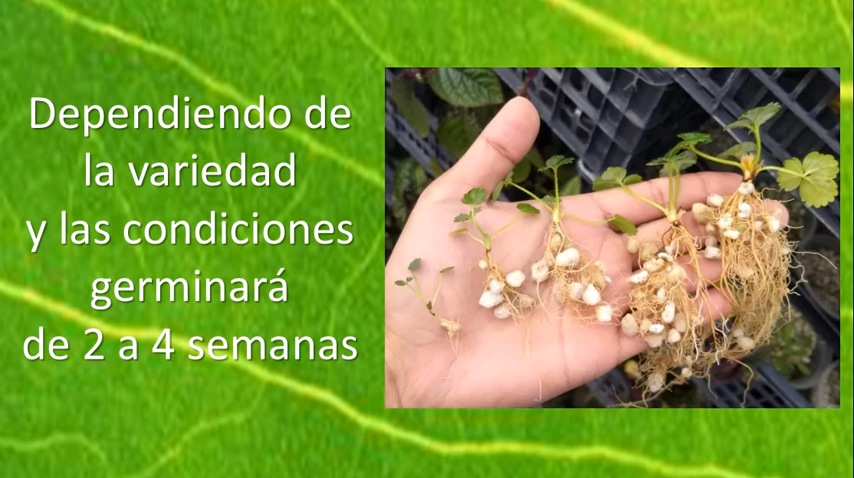 Dependiendo de
la variedad
y las condiciones
germinará
de 2 a 4 semanas